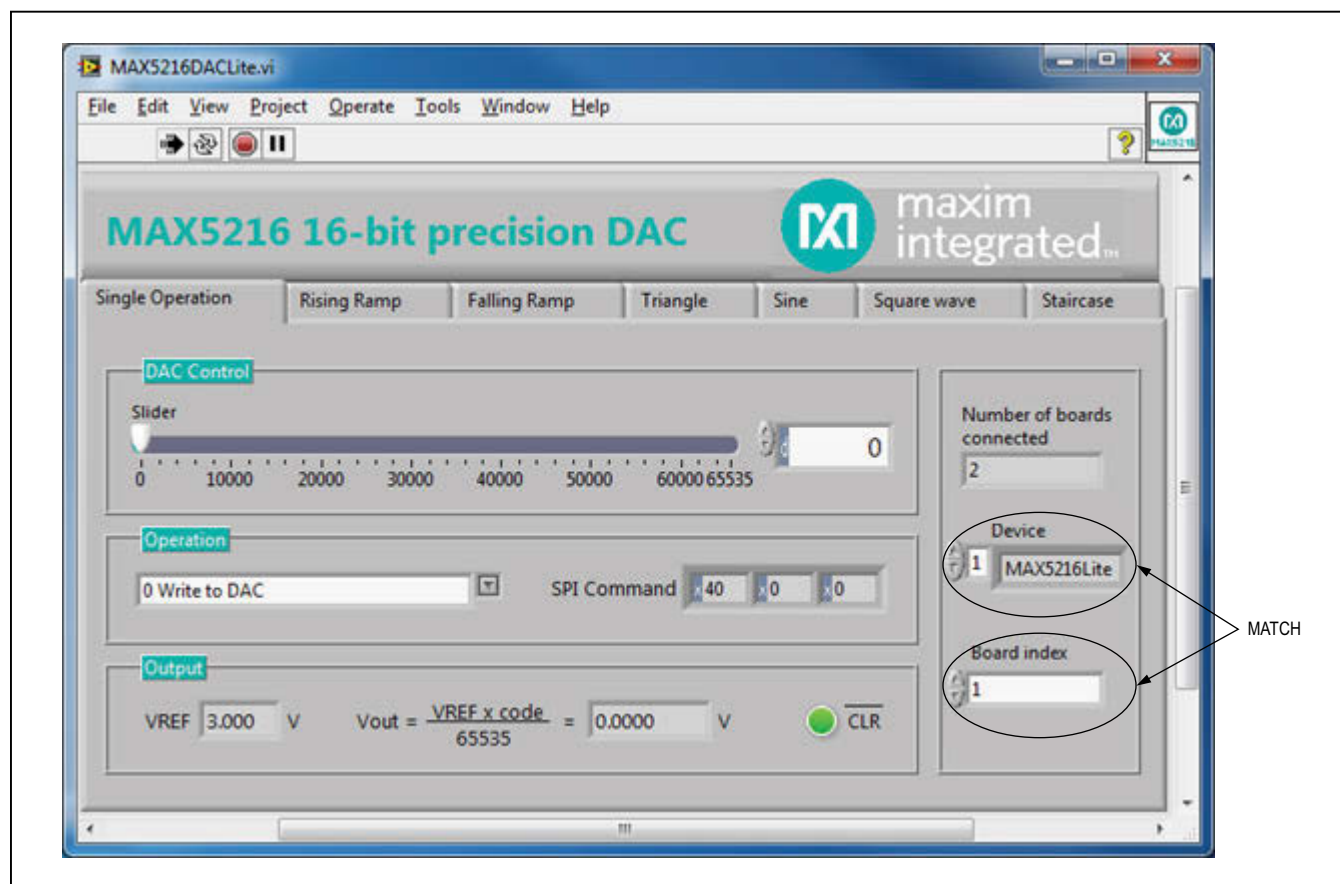 MAX5216DACLite.vi
File Edit View Project Operate Tools Window Help
MAX5216
MAX5216 16-bit precision DAC
maxim
integrated™
Single Operation Rising Ramp Falling Ramp Triangle Sine Square wave Staircase
DAC Control
Slider
d 0
0 10000 20000 30000 40000 50000 60000 65535
Number of boards
connected
2
Operation
0 Write to DAC
SPI Command x 40 x 0 x 0
Device
1 MAX5216Lite
MATCH
Board index
1
Output
VREF 3.000 V Vout = VREF x code = 0.0000 V CLR
65535